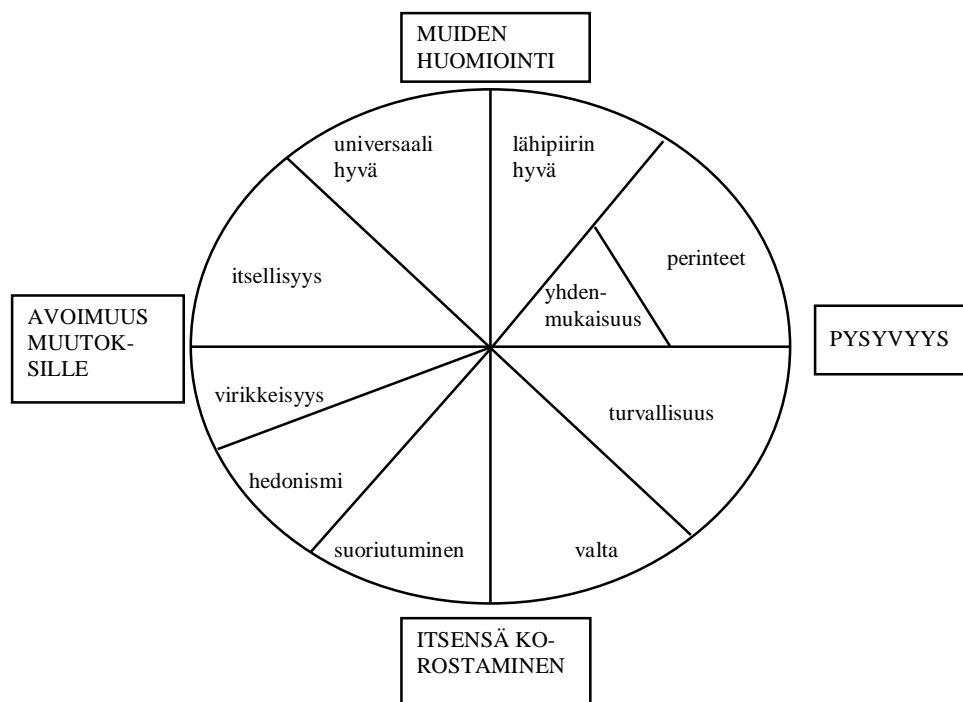 MUIDEN
HUOMIOINTI
universaali
hyvä
lähipiirin
hyvä
perinteet
itsellisyys
yhden-
mukaisuus
AVOIMUUS
MUUTOK-
SILLE
PYSYVYYS
virikkeisyys
turvallisuus
hedonismi
suoriutuminen
valta
ITSENSÄ KO-
ROSTAMINEN